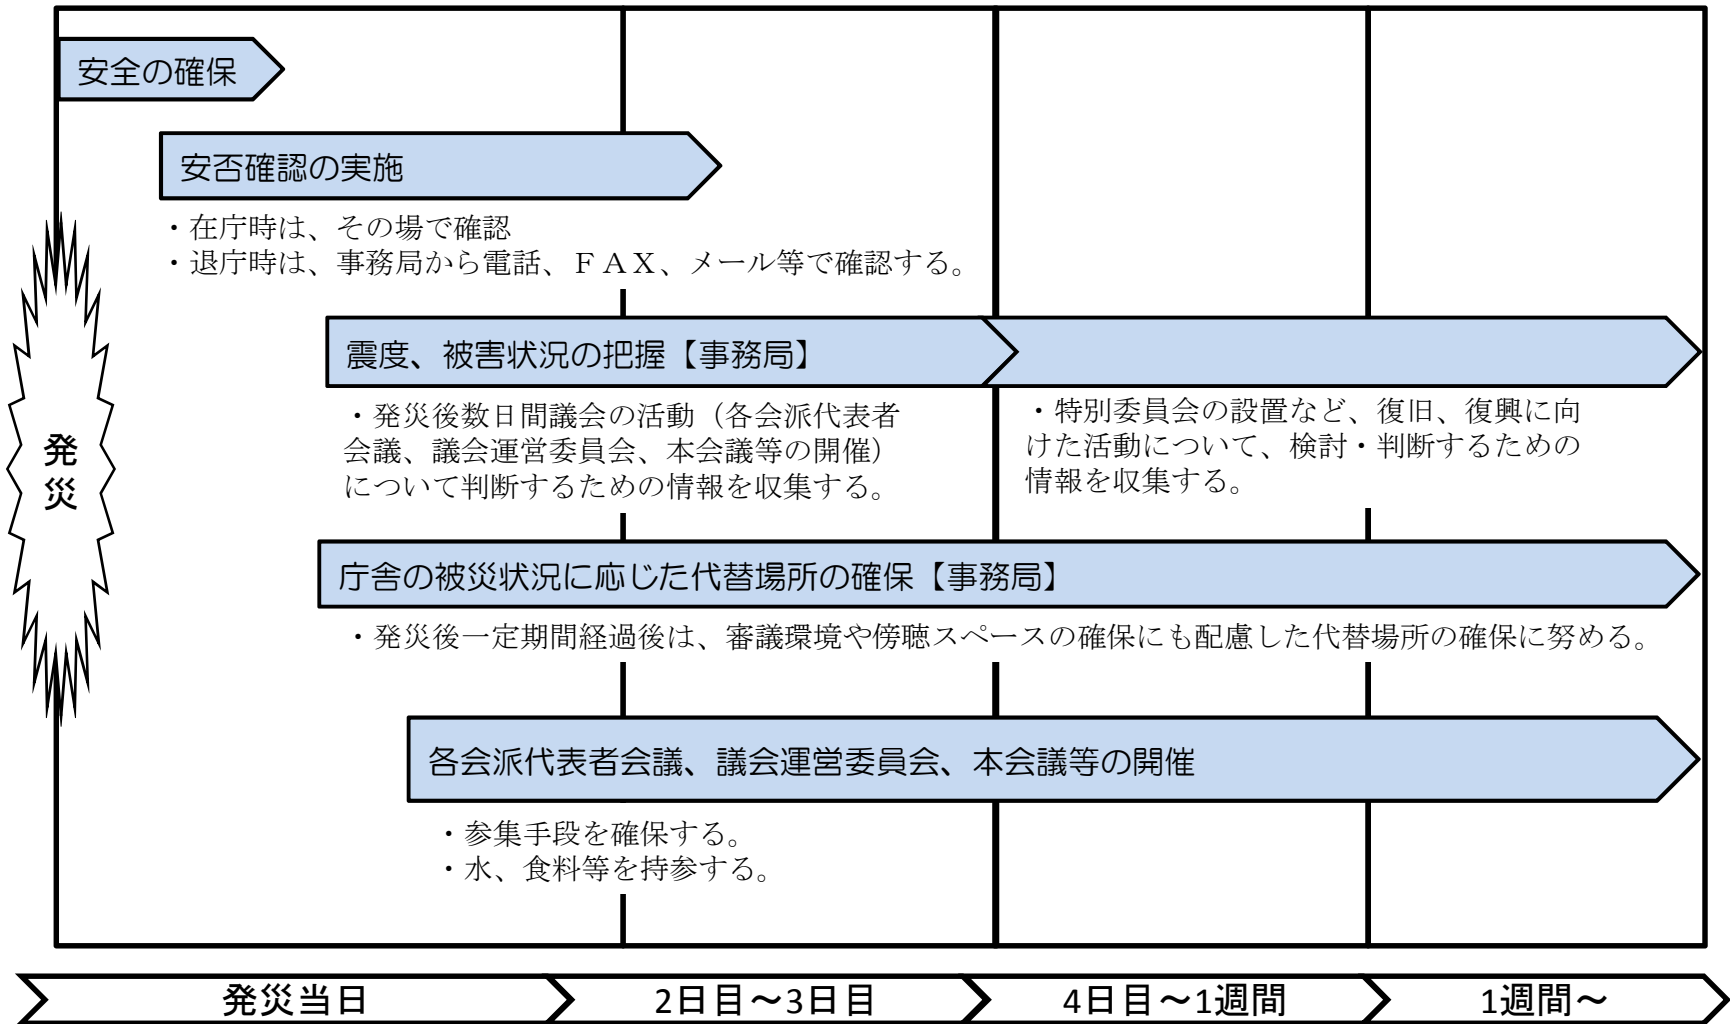 安全の確保
安否確認の実施
・在庁時は、その場で確認
・退庁時は、事務局から電話、ＦＡＸ、メール等で確認する。
発
災
震度、被害状況の把握【事務局】
・発災後数日間議会の活動（各会派代表者
会議、議会運営委員会、本会議等の開催）
について判断するための情報を収集する。
・特別委員会の設置など、復旧、復興に向
けた活動について、検討・判断するための
情報を収集する。
庁舎の被災状況に応じた代替場所の確保【事務局】
・発災後一定期間経過後は、審議環境や傍聴スペースの確保にも配慮した代替場所の確保に努める。
各会派代表者会議、議会運営委員会、本会議等の開催
・参集手段を確保する。
・水、食料等を持参する。
発災当日
2日目～3日目
4日目～1週間
1週間～